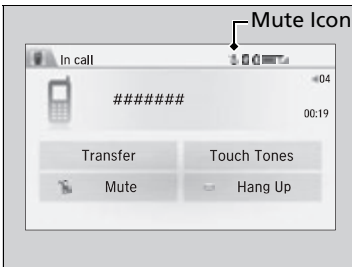 Mute Icon
In call
04
#######
00:19
Transfer
Touch Tones
Mute
Hang Up